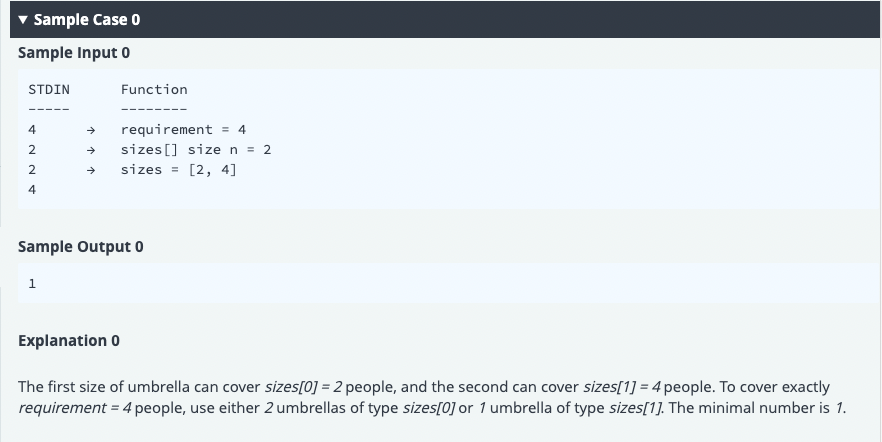 ▼ Sample Case 0
Sample Input 0
STDIN Function
----- --------
4 → requirement = 4
2 → sizes[] size n = 2
2 → sizes = [2, 4]
4
Sample Output 0
1
Explanation 0
The first size of umbrella can cover sizes[0] = 2 people, and the second can cover sizes[1] = 4 people. To cover exactly
requirement = 4 people, use either 2 umbrellas of type sizes[0] or 1 umbrella of type sizes[1]. The minimal number is 1.